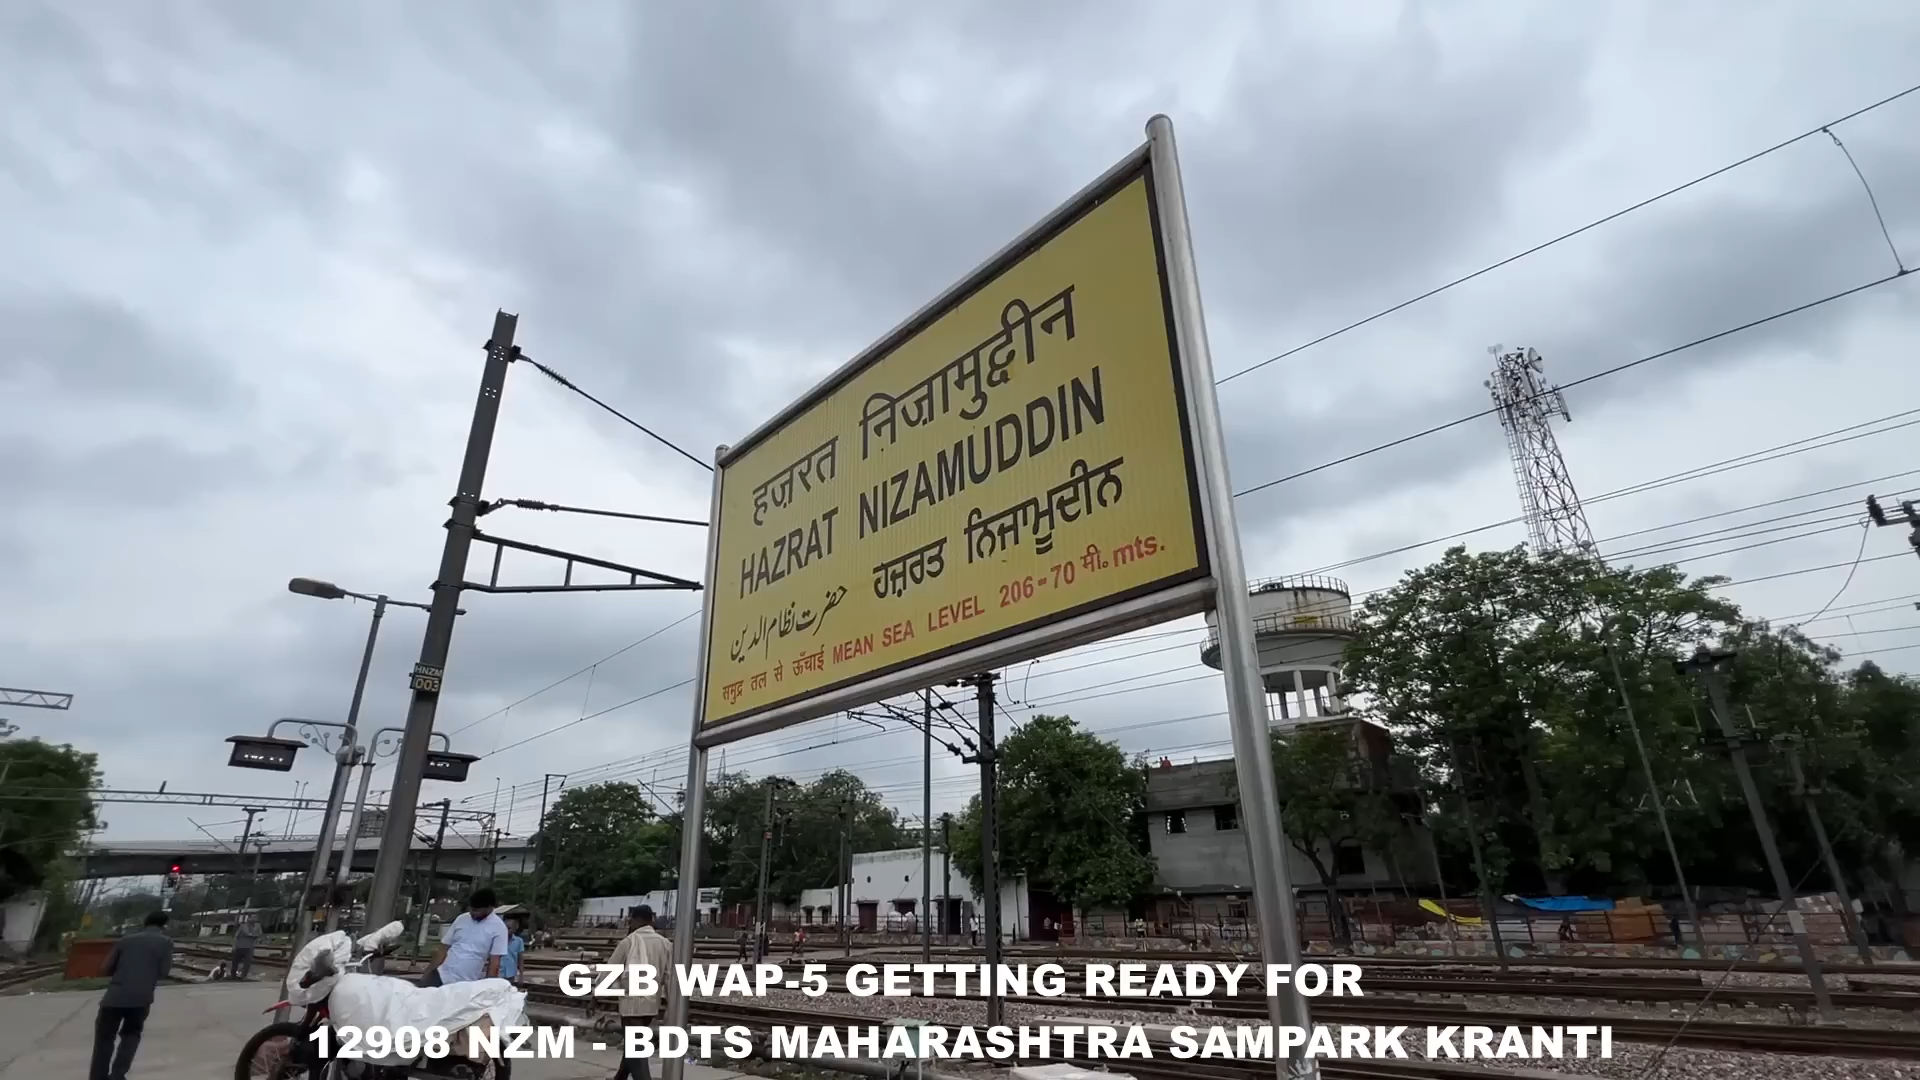 हज़रत निज़ामुद्दीन
HAZRAT NIZAMUDDIN
حضرت نظام الدین ਹਜ਼ਰਤ ਨਿਜਾਮੂਦੀਨ
समुद्र तल से ऊँचाई MEAN SEA LEVEL 206-70 मी. mts.
HNZM
003
GZB WAP-5 GETTING READY FOR
12908 NZM - BDTS MAHARASHTRA SAMPARK KRANTI